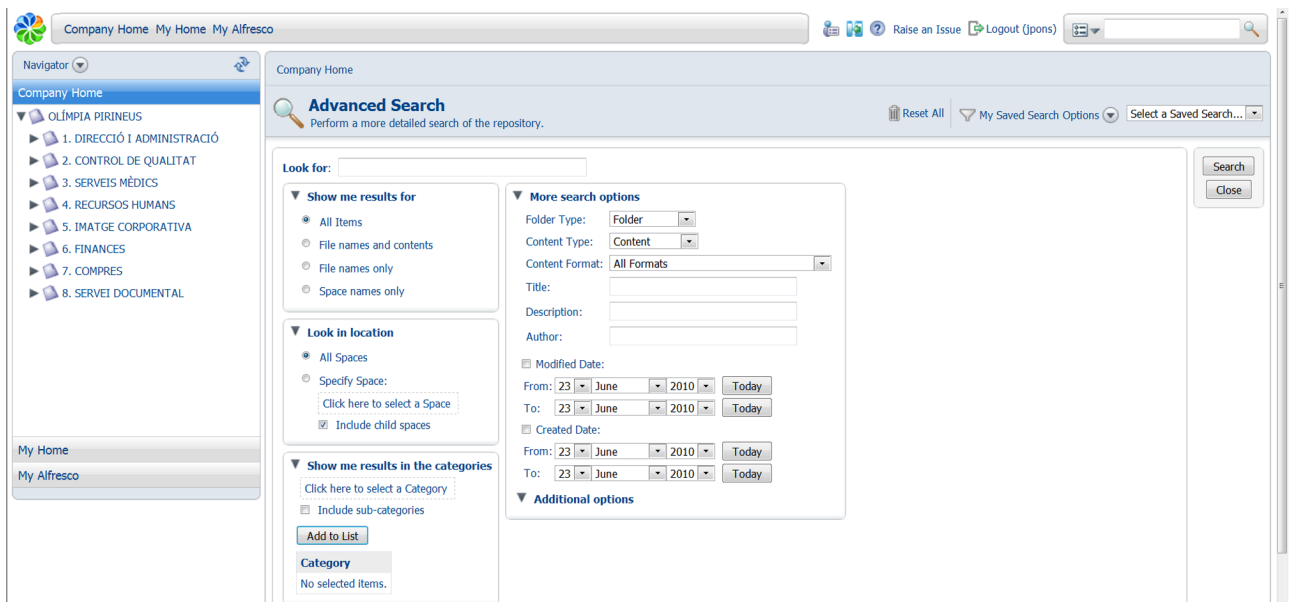 Company Home My Home My Alfresco
Raise an Issue Logout (jpons)
Navigator
Company Home
OLÍMPIA PIRINEUS
1. DIRECCIÓ I ADMINISTRACIÓ
2. CONTROL DE QUALITAT
3. SERVEIS MÈDICS
4. RECURSOS HUMANS
5. IMATGE CORPORATIVA
6. FINANCES
7. COMPRES
8. SERVEI DOCUMENTAL
My Home
My Alfresco
Company Home
Advanced Search
Perform a more detailed search of the repository.
Reset All My Saved Search Options Select a Saved Search...
Look for:
Show me results for
All Items
File names and contents
File names only
Space names only
Look in location
All Spaces
Specify Space:
Click here to select a Space
Include child spaces
Show me results in the categories
Click here to select a Category
Include sub-categories
Add to List
Category
No selected items.
More search options
Folder Type: Folder
Content Type: Content
Content Format: All Formats
Title:
Description:
Author:
Modified Date:
From: 23 June 2010 Today
To: 23 June 2010 Today
Created Date:
From: 23 June 2010 Today
To: 23 June 2010 Today
Additional options
Search
Close